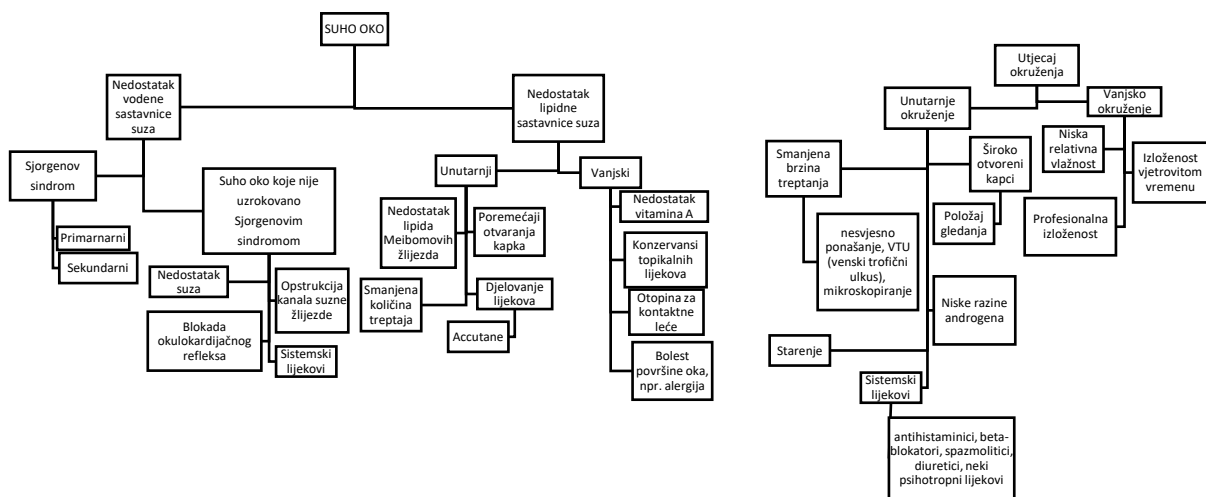 SUHO OKO
Nedostatak
vodene
sastavnice
suza
Nedostatak
lipidne
sastavnice suza
Sjorgenov
sindrom
Primarnarni
Sekundarni
Suho oko koje nije
uzrokovano
Sjorgenovim
sindromom
Nedostatak
suza
Opstrukcija
kanala suzne
žlijezde
Blokada
okulokardijačnog
refleksa
Sistemski
lijekovi
Unutarnji
Nedostatak
lipida
Meibomovih
žlijezda
Poremećaji
otvaranja
kapka
Smanjena
količina
treptaja
Djelovanje
lijekova
Accutane
Vanjski
Nedostatak
vitamina A
Konzervansi
topikalnih
lijekova
Otopina za
kontaktne
leće
Bolest
površine oka,
npr. alergija
Utjecaj
okruženja
Unutarnje
okruženje
Vanjsko
okruženje
Smanjena
brzina
treptanja
nesvjesno
ponašanje, VTU
(venski trofični
ulkus),
mikroskopiranje
Široko
otvoreni
kapci
Položaj
gledanja
Niske razine
androgena
Starenje
Sistemski
lijekovi
antihistaminici, beta-
blokatori, spazmolitici,
diuretici, neki
psihotropni lijekovi
Niska
relativna
vlažnost
Izloženost
vjetrovitom
vremenu
Profesionalna
izloženost